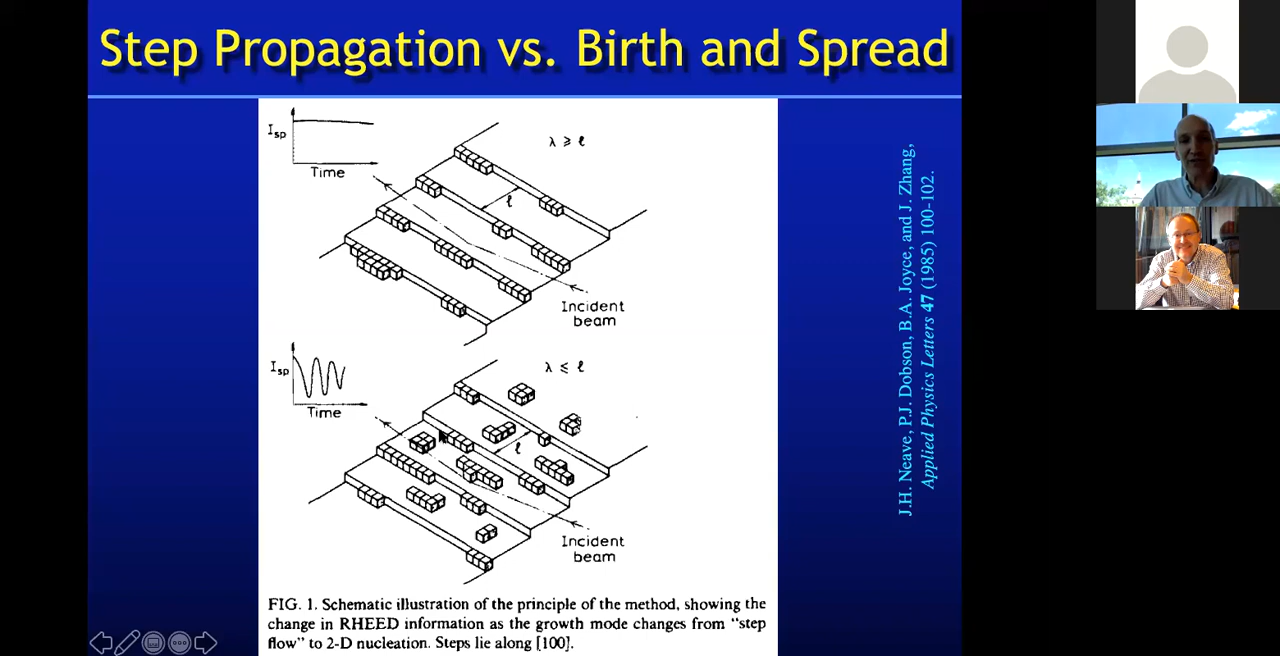 Step Propagation vs. Birth and Spread
Isp
Time
λ ⩾ ℓ
ℓ
Incident
beam
Isp
Time
λ ⩽ ℓ
ℓ
Incident
beam
FIG. 1. Schematic illustration of the principle of the method, showing the
change in RHEED information as the growth mode changes from "step
flow" to 2-D nucleation. Steps lie along [100].
J.H. Neave, P.J. Dobson, B.A. Joyce, and J. Zhang,
Applied Physics Letters 47 (1985) 100-102.